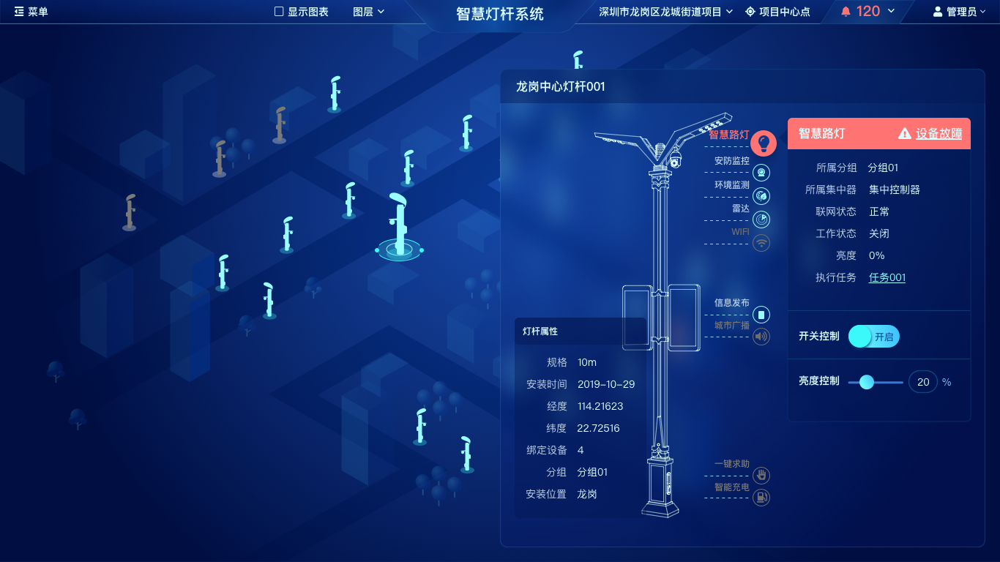 菜单
显示图表
图层
智慧灯杆系统
深圳市龙岗区龙城街道项目
项目中心点
120
管理员
龙岗中心灯杆001
智慧路灯
安防监控
环境监测
雷达
WIFI
信息发布
城市广播
一键求助
智能充电
灯杆属性
规格 10m
安装时间 2019-10-29
经度 114.21623
纬度 22.72516
绑定设备 4
分组 分组01
安装位置 龙岗
智慧路灯 设备故障
所属分组 分组01
所属集中器 集中控制器
联网状态 正常
工作状态 关闭
亮度 0%
执行任务 任务001
开关控制 开启
亮度控制 20 %